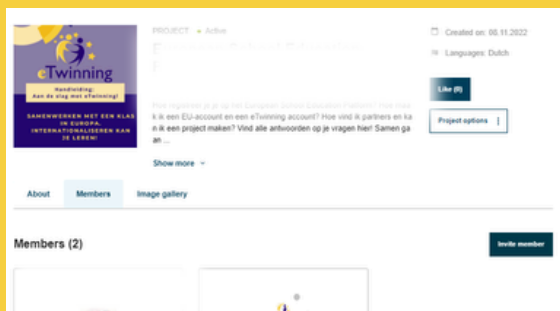 PROJECT Active
Created on: 08.11.2022
Languages: Dutch
eTwinning
Handleiding:
Aan de slag met eTwinning!
SAMENWERKEN MET EEN KLAS
IN EUROPA.
INTERNATIONALISEREN KAN
JE LEREN!
k ik een EU-account en een eTwinning account? Hoe vind ik partners en ka
n ik een project maken? Vind alle antwoorden op je vragen hier! Samen ga
an ...
Show more
Like (0)
Project options
About Members Image gallery
Members (2)
Invite member